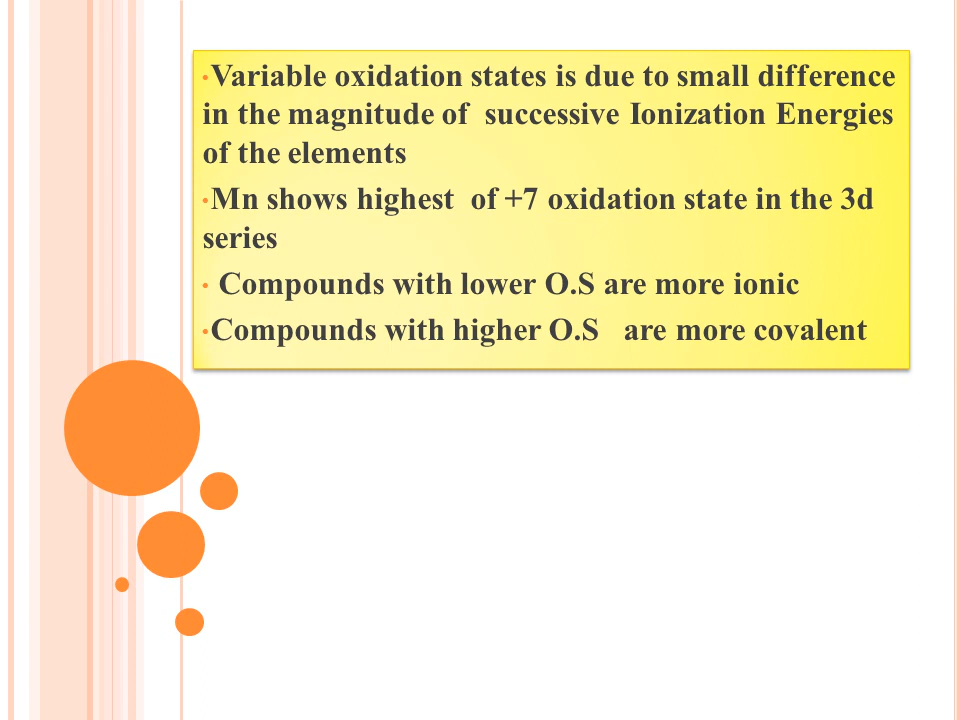 •Variable oxidation states is due to small difference
in the magnitude of successive Ionization Energies
of the elements
•Mn shows highest of +7 oxidation state in the 3d
series
• Compounds with lower O.S are more ionic
•Compounds with higher O.S are more covalent